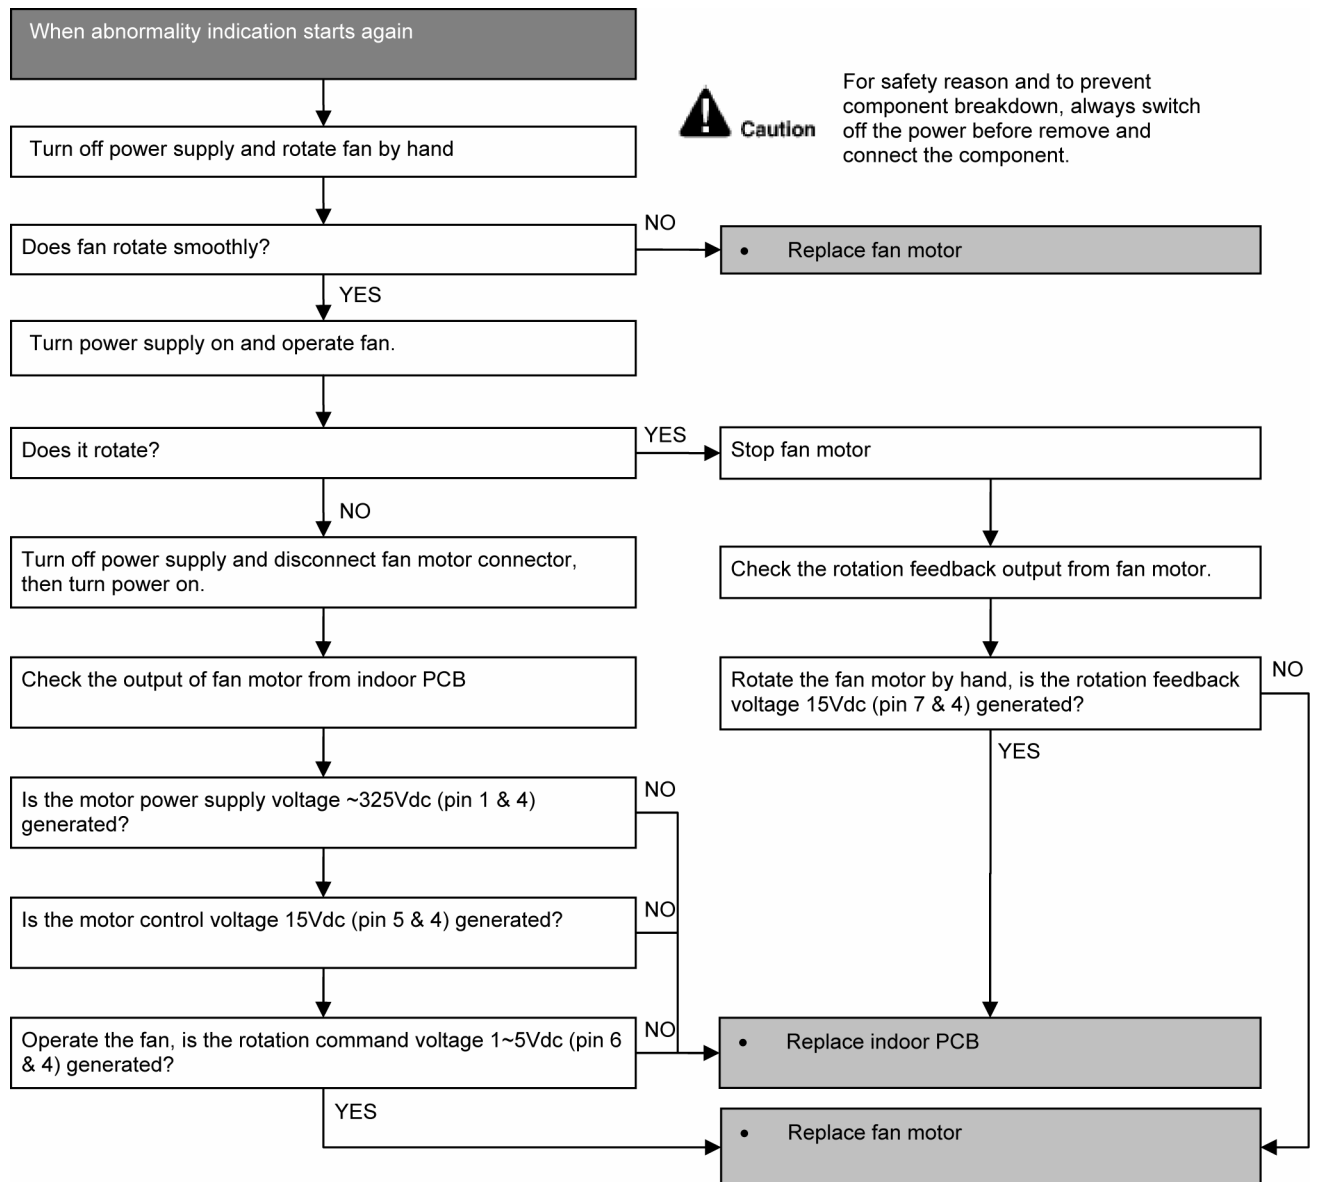 When abnormality indication starts again
For safety reason and to prevent
component breakdown, always switch
off the power before remove and
connect the component.
Caution
Turn off power supply and rotate fan by hand
Does fan rotate smoothly?
NO
• Replace fan motor
YES
Turn power supply on and operate fan.
Does it rotate?
YES
Stop fan motor
NO
Turn off power supply and disconnect fan motor connector,
then turn power on.
Check the rotation feedback output from fan motor.
Check the output of fan motor from indoor PCB
Rotate the fan motor by hand, is the rotation feedback
voltage 15Vdc (pin 7 & 4) generated?
NO
YES
Is the motor power supply voltage ~325Vdc (pin 1 & 4)
generated?
NO
Is the motor control voltage 15Vdc (pin 5 & 4) generated?
NO
Operate the fan, is the rotation command voltage 1~5Vdc (pin 6
& 4) generated?
NO
• Replace indoor PCB
YES
• Replace fan motor